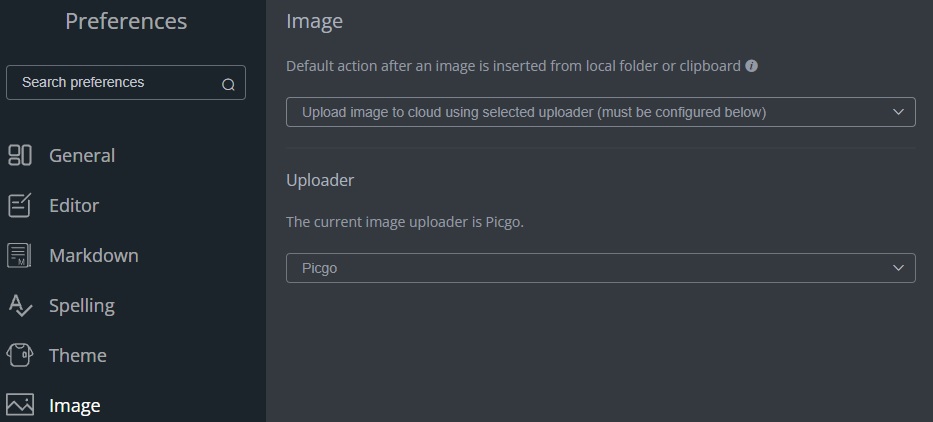 Preferences
Search preferences
General
Editor
Markdown
Spelling
Theme
Image
Image
Default action after an image is inserted from local folder or clipboard
Upload image to cloud using selected uploader (must be configured below)
Uploader
The current image uploader is Picgo.
Picgo